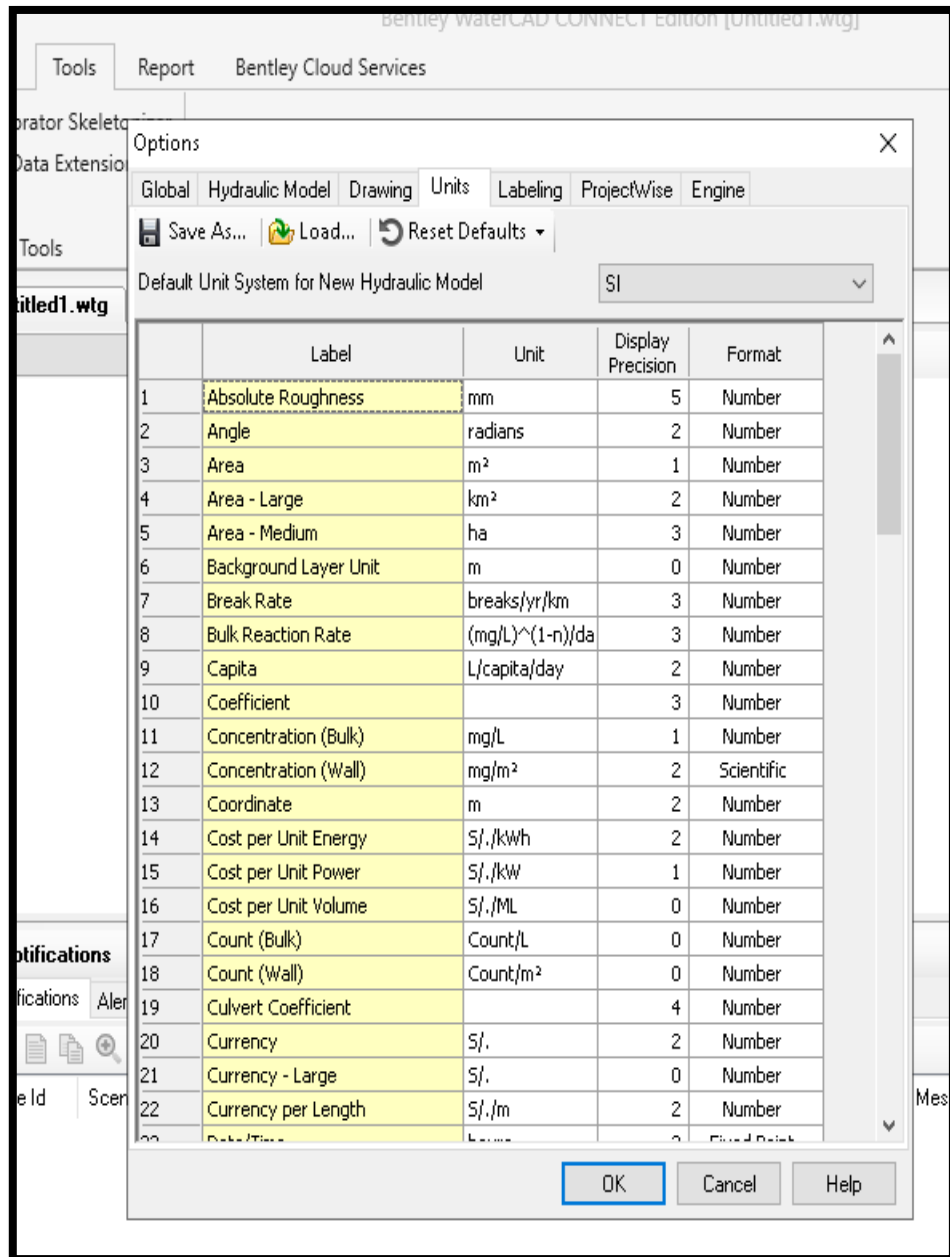 Bentley WaterCAD CONNECT Edition [Untitled1.wtg]
Tools Report Bentley Cloud Services
Options
Data
Global Hydraulic Model Drawing Units Labeling ProjectWise Engine
Save As... Load... Reset Defaults
Tools
Default Unit System for New Hydraulic Model SI
titled1.wtg
Label Unit Display Precision Format
1 Absolute Roughness mm 5 Number
2 Angle radians 2 Number
3 Area m² 1 Number
4 Area - Large km² 2 Number
5 Area - Medium ha 3 Number
6 Background Layer Unit m 0 Number
7 Break Rate breaks/yr/km 3 Number
8 Bulk Reaction Rate (mg/L)^(1-n)/da 3 Number
9 Capita L/capita/day 2 Number
10 Coefficient 3 Number
11 Concentration (Bulk) mg/L 1 Number
12 Concentration (Wall) mg/m² 2 Scientific
13 Coordinate m 2 Number
14 Cost per Unit Energy S/./kWh 2 Number
15 Cost per Unit Power S/./kW 1 Number
16 Cost per Unit Volume S/./ML 0 Number
17 Count (Bulk) Count/L 0 Number
18 Count (Wall) Count/m² 0 Number
19 Culvert Coefficient 4 Number
20 Currency S/. 2 Number
21 Currency - Large S/. 0 Number
22 Currency per Length S/./m 2 Number
otifications
fications Aler
e Id Scen Mes
OK Cancel Help